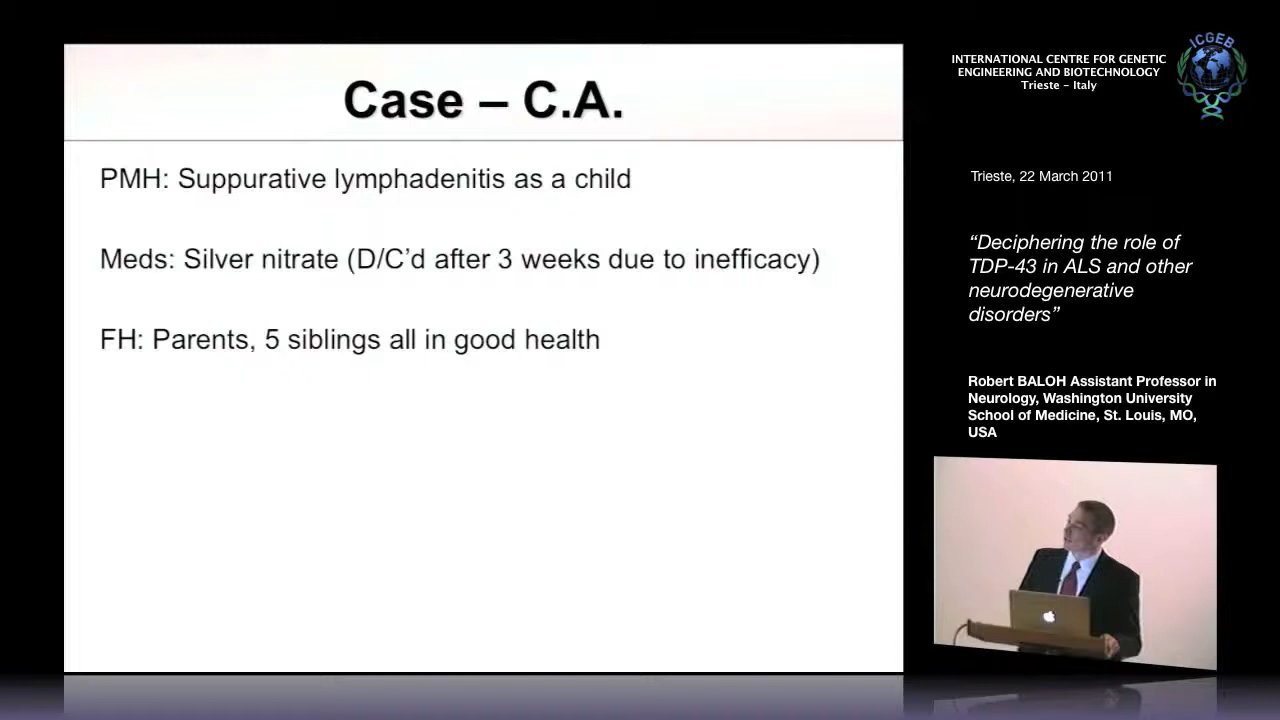 Case – C.A.
PMH: Suppurative lymphadenitis as a child
Meds: Silver nitrate (D/C’d after 3 weeks due to inefficacy)
FH: Parents, 5 siblings all in good health
INTERNATIONAL CENTRE FOR GENETIC
ENGINEERING AND BIOTECHNOLOGY
Trieste - Italy
ICGEB
Trieste, 22 March 2011
“Deciphering the role of
TDP-43 in ALS and other
neurodegenerative
disorders”
Robert BALOH Assistant Professor in
Neurology, Washington University
School of Medicine, St. Louis, MO,
USA